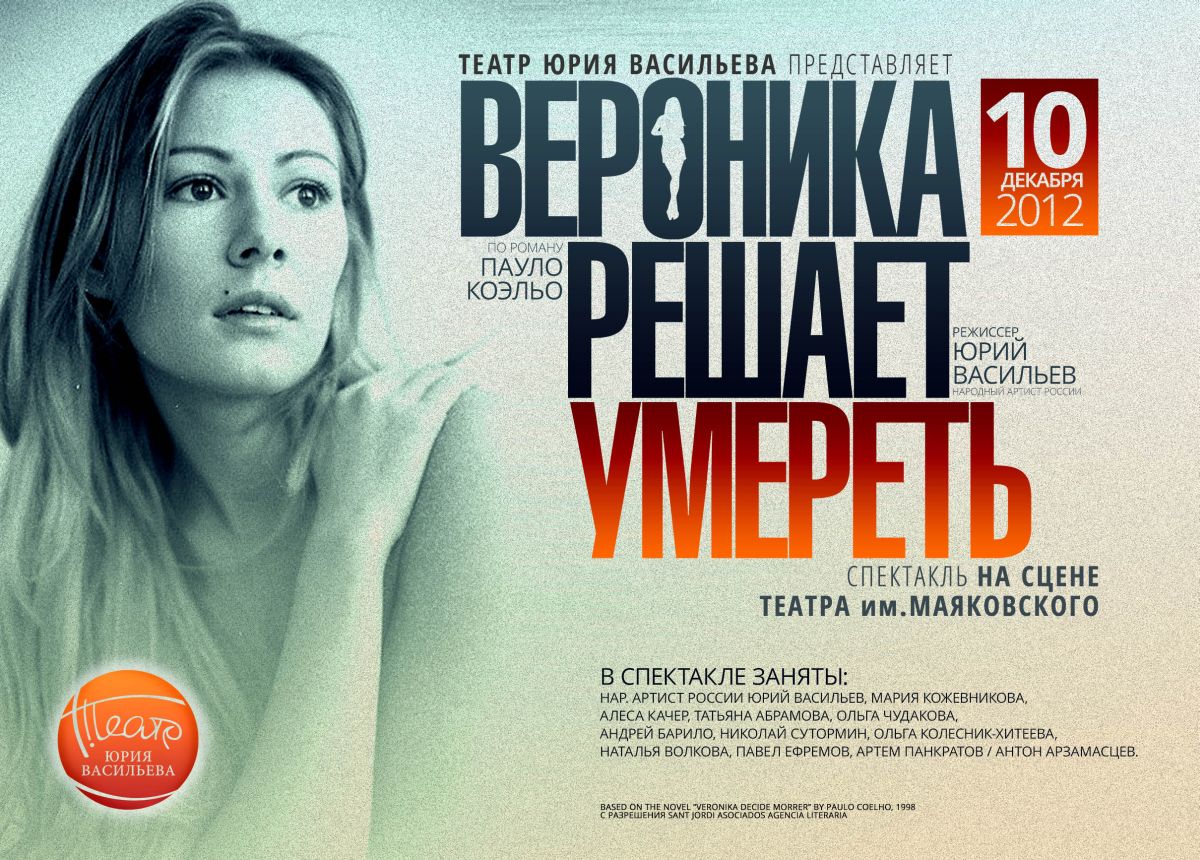 ТЕАТР ЮРИЯ ВАСИЛЬЕВА ПРЕДСТАВЛЯЕТ
ВЕРОНИКА
10
ДЕКАБРЯ
2012
ПО РОМАНУ
ПАУЛО
КОЭЛЬО
РЕШАЕТ
РЕЖИССЕР
ЮРИЙ
ВАСИЛЬЕВ
НАРОДНЫЙ АРТИСТ РОССИИ
УМЕРЕТЬ
СПЕКТАКЛЬ НА СЦЕНЕ
ТЕАТРА им.МАЯКОВСКОГО
В СПЕКТАКЛЕ ЗАНЯТЫ:
НАР. АРТИСТ РОССИИ ЮРИЙ ВАСИЛЬЕВ, МАРИЯ КОЖЕВНИКОВА,
АЛЕСА КАЧЕР, ТАТЬЯНА АБРАМОВА, ОЛЬГА ЧУДАКОВА,
АНДРЕЙ БАРИЛО, НИКОЛАЙ СУТОРМИН, ОЛЬГА КОЛЕСНИК-ХИТЕЕВА,
НАТАЛЬЯ ВОЛКОВА, ПАВЕЛ ЕФРЕМОВ, АРТЕМ ПАНКРАТОВ / АНТОН АРЗАМАСЦЕВ.
Театр
ЮРИЯ
ВАСИЛЬЕВА
BASED ON THE NOVEL “VERONIKA DECIDE MORRER” BY PAULO COELHO, 1998
С РАЗРЕШЕНИЯ SANT JORDI ASOCIADOS AGENCIA LITERARIA